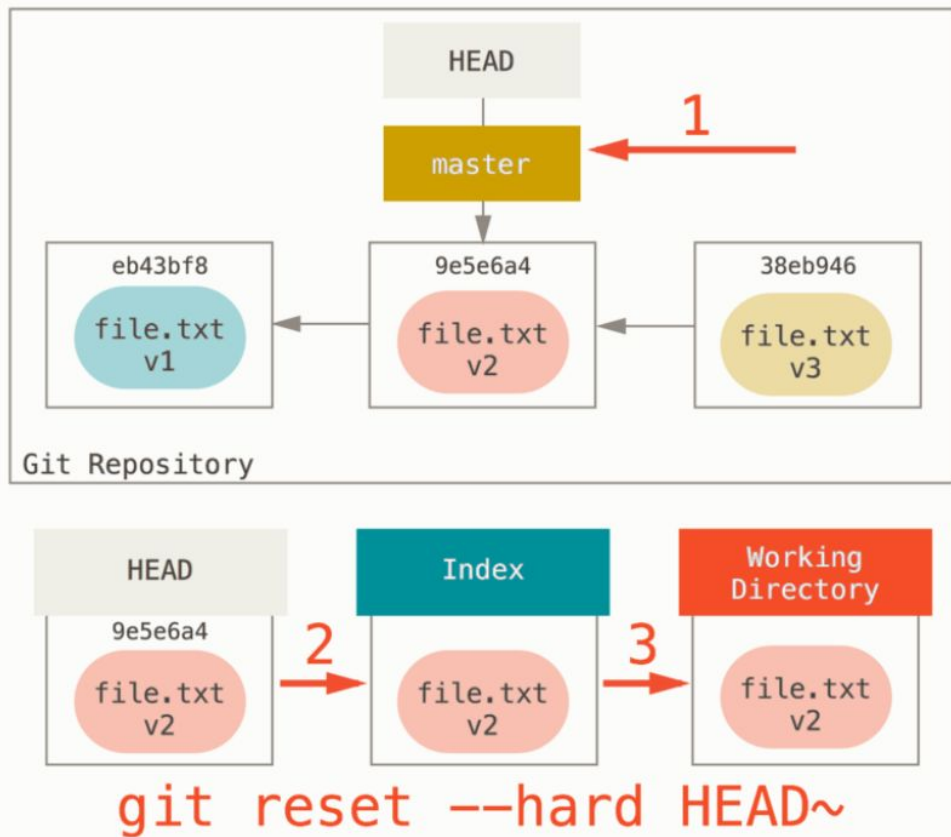 HEAD
1
master
eb43bf8
file.txt
v1
9e5e6a4
file.txt
v2
38eb946
file.txt
v3
Git Repository
HEAD
9e5e6a4
file.txt
v2
2
Index
file.txt
v2
3
Working
Directory
file.txt
v2
git reset --hard HEAD~